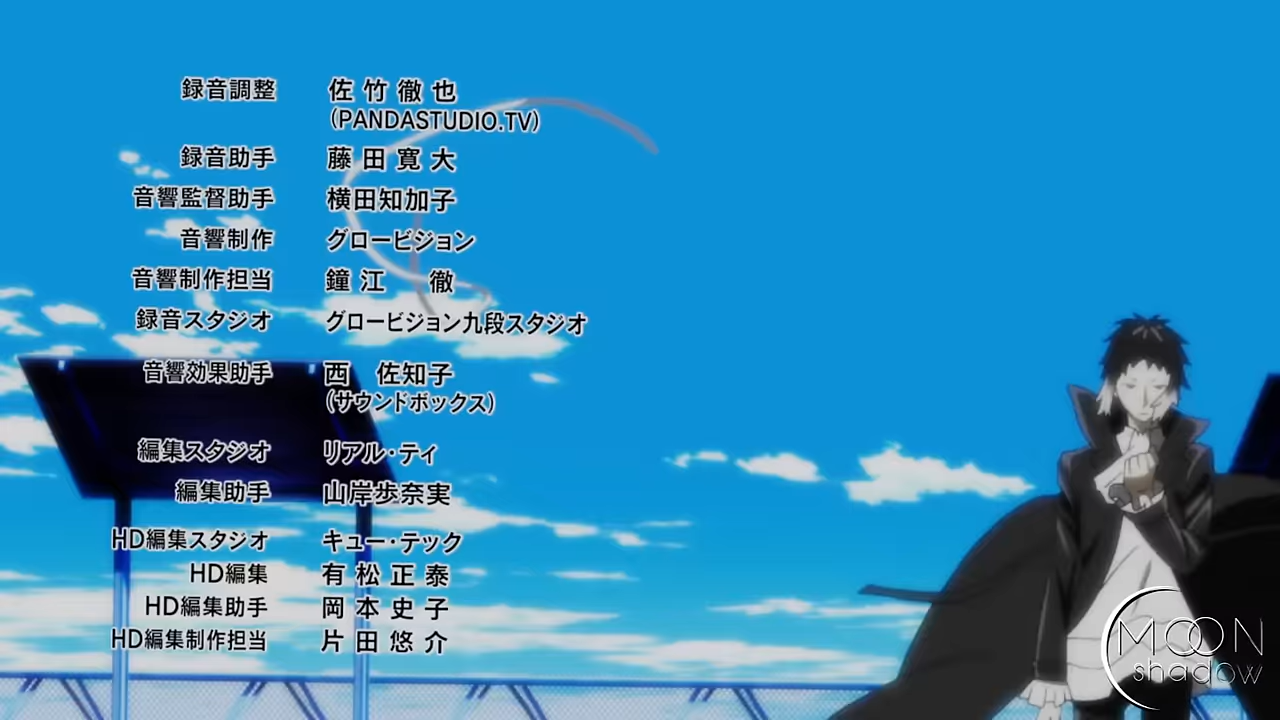 録音調整 佐竹徹也
(PANDASTUDIO.TV)
録音助手 藤田寛大
音響監督助手 横田知加子
音響制作 グロービジョン
音響制作担当 鐘江 徹
録音スタジオ グロービジョン九段スタジオ
音響効果助手 西 佐知子
(サウンドボックス)
編集スタジオ リアル・ティ
編集助手 山岸歩奈実
HD編集スタジオ キュー・テック
HD編集 有松正泰
HD編集助手 岡本史子
HD編集制作担当 片田悠介
MOON
shadow